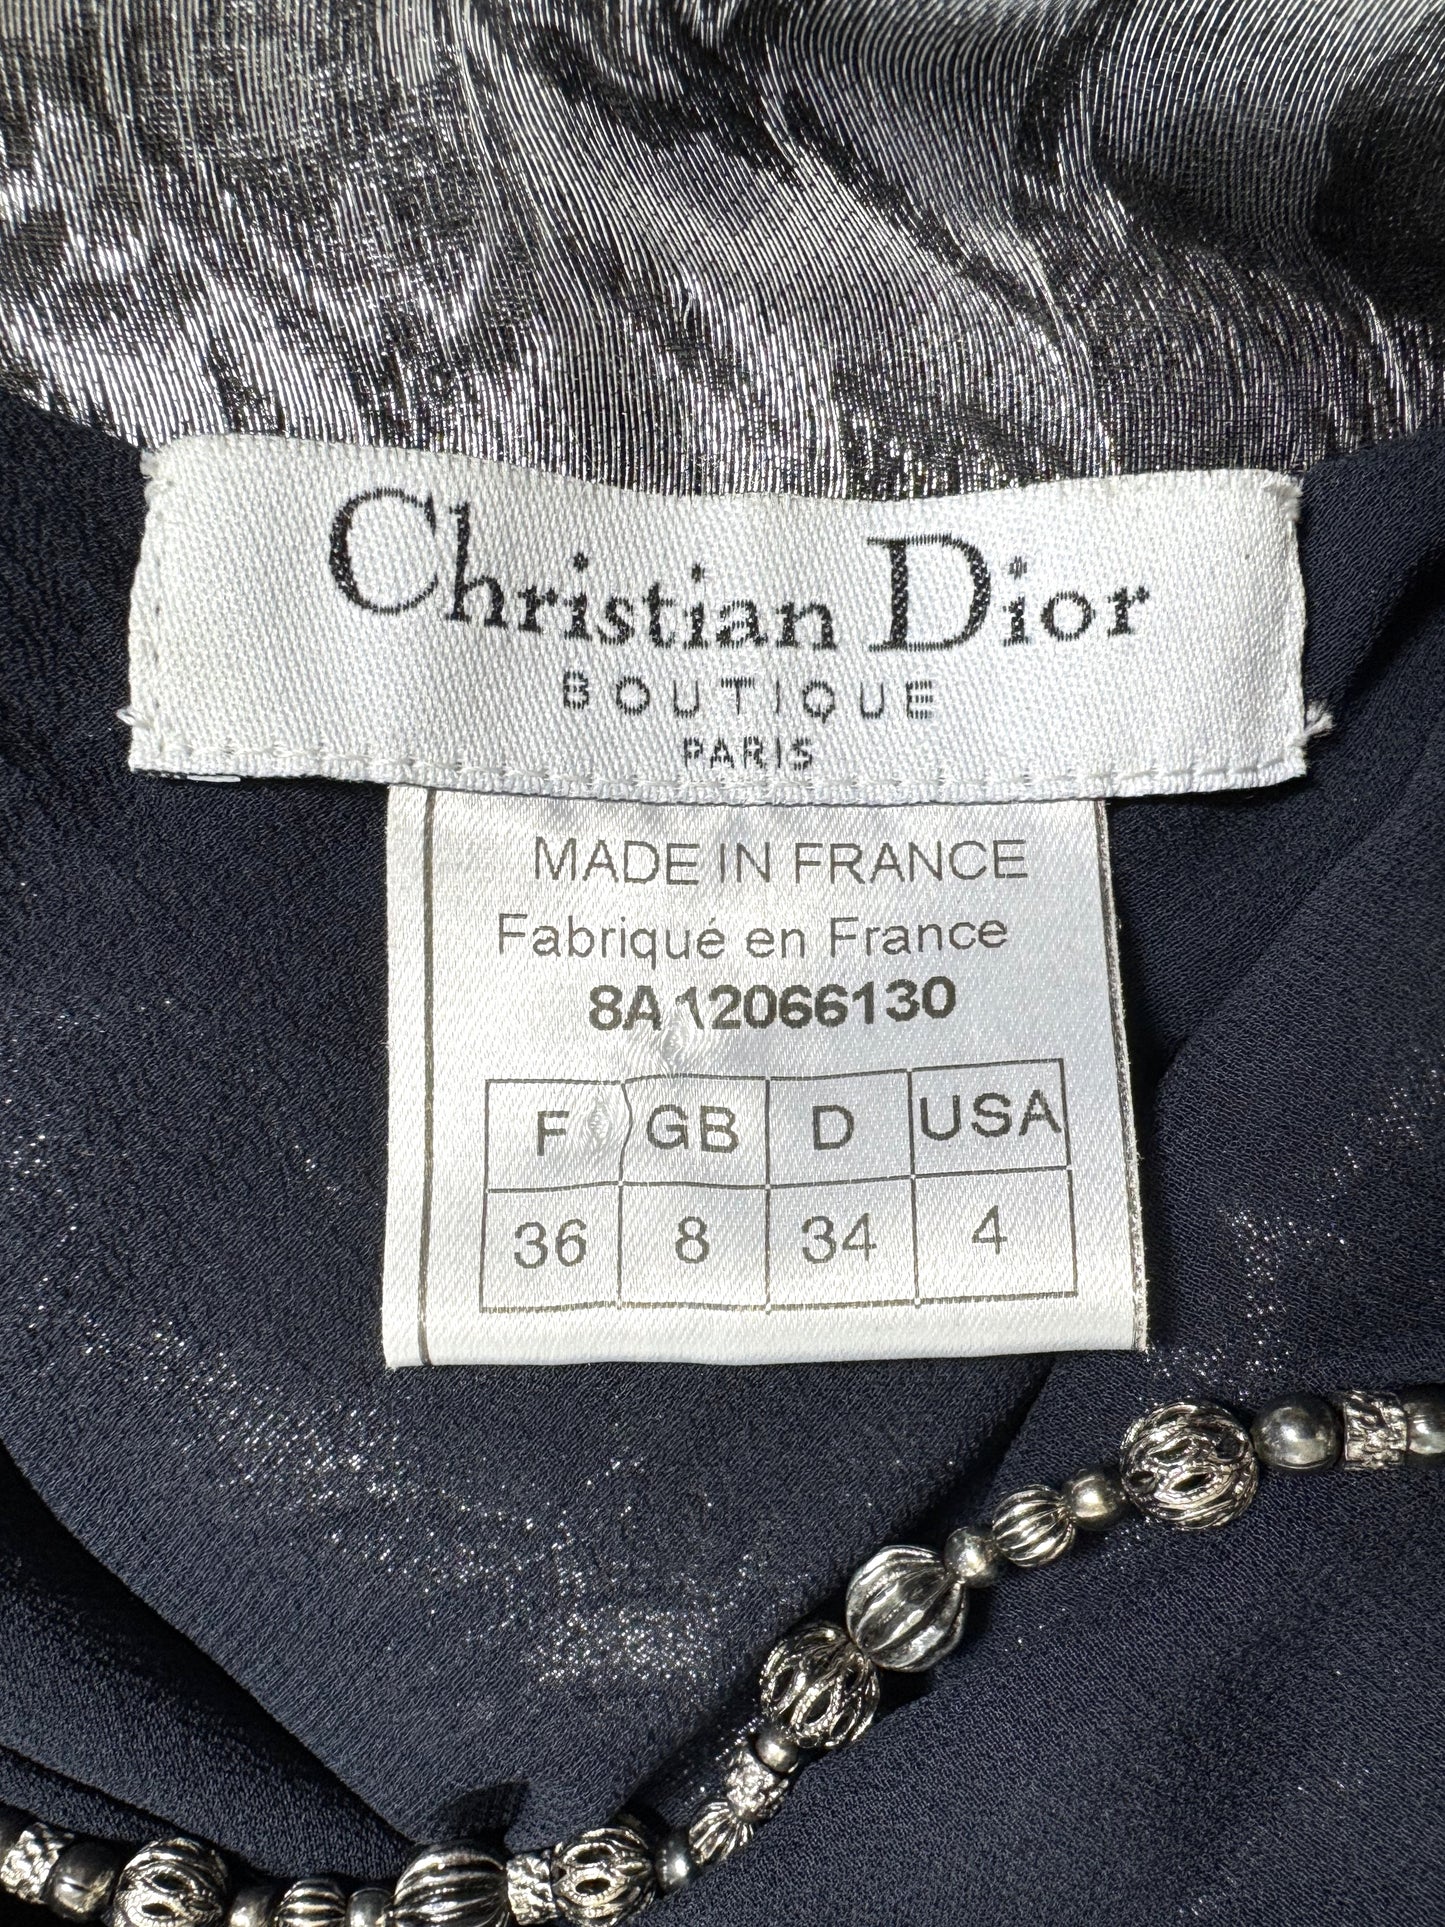 Christian Dior
BOUTIQUE
PARIS
MADE IN FRANCE
Fabriqué en France
8A12066130
F GB D USA
36 8 34 4